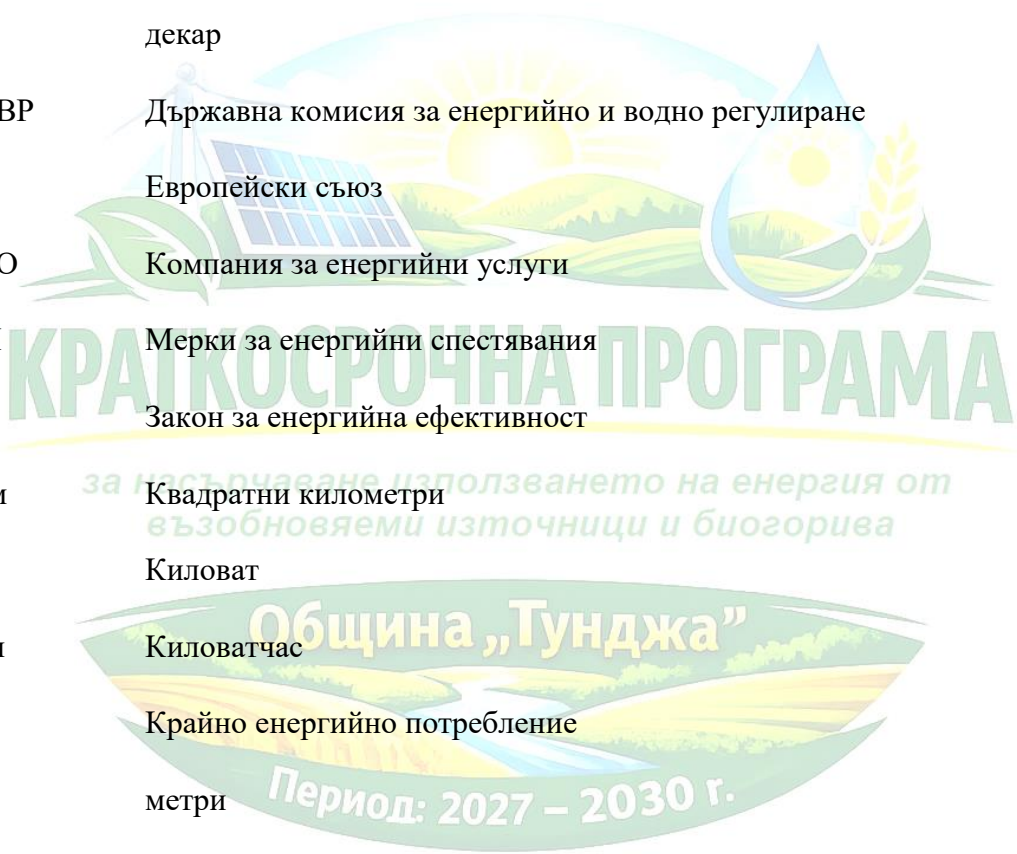 декар
ВР Държавна комисия за енергийно и водно регулиране
Европейски съюз
О Компания за енергийни услуги
Мерки за енергийни спестявания
КРАТКОСРОЧНА ПРОГРАМА
Закон за енергийна ефективност
за насърчаване използването на енергия от
Квадратни километри
възобновяеми източници и биогорива
Киловат
Община „Тунджа”
Киловатчас
Крайно енергийно потребление
Период: 2027 – 2030 г.
метри